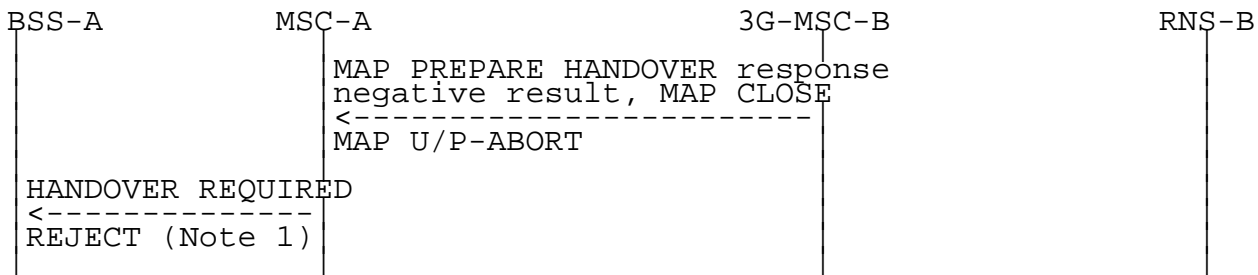 BSS-A MSC-A 3G-MSC-B RNS-B
MAP PREPARE HANDOVER response
negative result, MAP CLOSE
<------------------------
MAP U/P-ABORT
HANDOVER REQUIRED
<--------------
REJECT (Note 1)